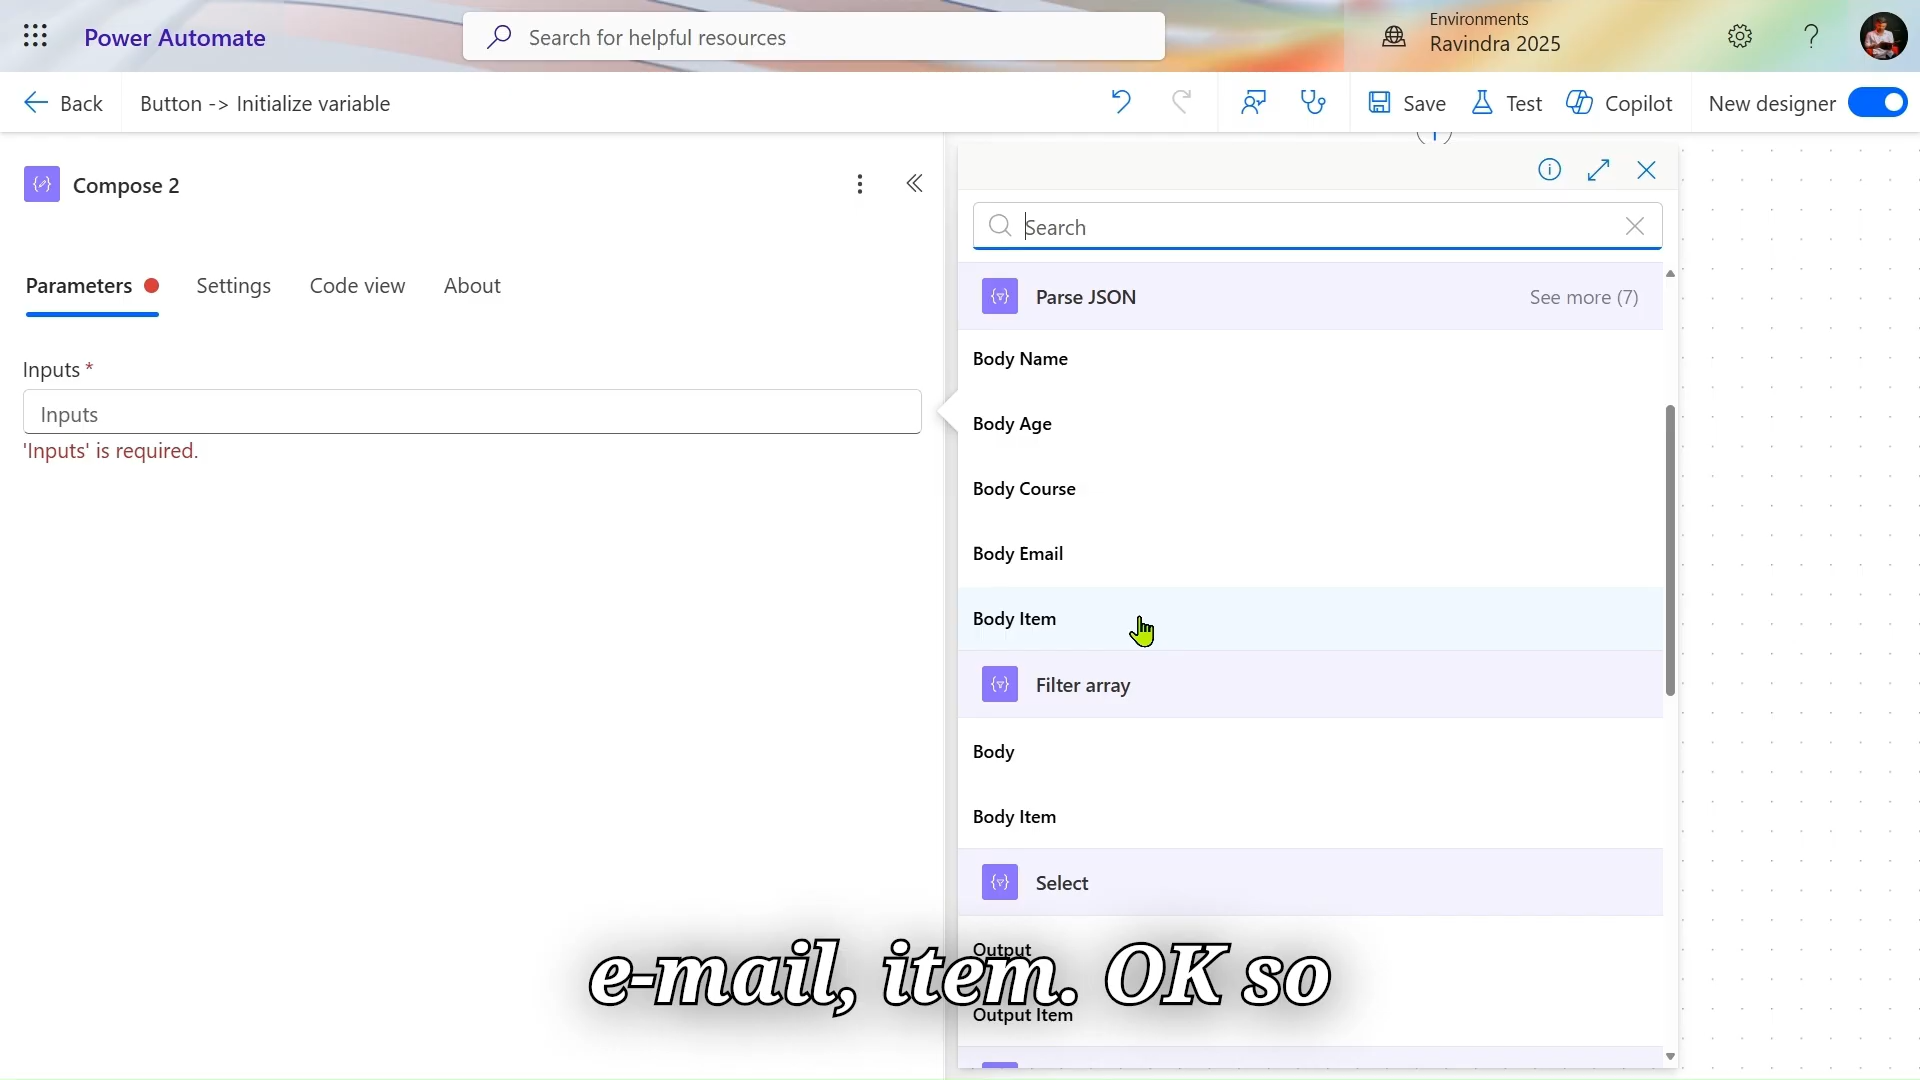 Power Automate
Search for helpful resources
Environments
Ravindra 2025
Back
Button -> Initialize variable
Save
Test
Copilot
New designer
Compose 2
Parameters
Settings
Code view
About
Inputs *
Inputs
'Inputs' is required.
Search
Parse JSON
See more (7)
Body Name
Body Age
Body Course
Body Email
Body Item
Filter array
Body
Body Item
Select
Output
e-mail, item. OK so
Output Item